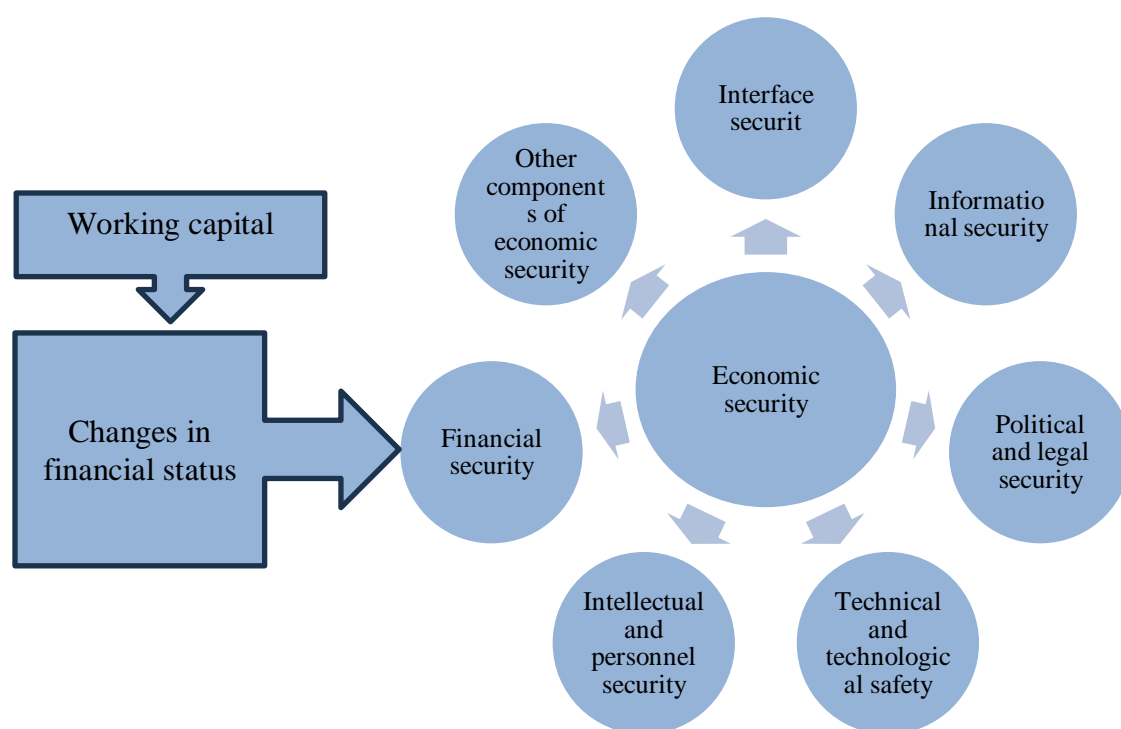 Interface
securit
Other
component
s of
economic
security
Informatio
nal security
Working capital
Economic
security
Changes in
financial status
Financial
security
Political
and legal
security
Intellectual
and
personnel
security
Technical
and
technologic
al safety